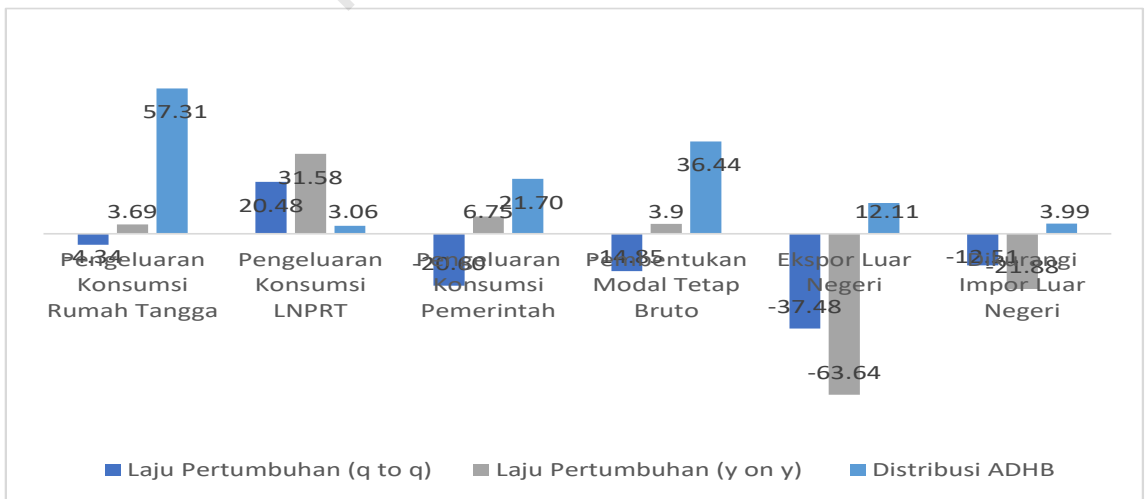 57.31
3.69
-4.34
31.58
20.48
3.06
6.75
21.70
-20.60
3.9
36.44
-14.85
12.11
-37.48
-63.64
3.99
-12.51
-21.88
Pengeluaran
Konsumsi
Rumah Tangga
Pengeluaran
Konsumsi
LNPRT
Pengeluaran
Konsumsi
Pemerintah
Pembentukan
Modal Tetap
Bruto
Ekspor Luar
Negeri
Dikurangi
Impor Luar
Negeri
Laju Pertumbuhan (q to q)
Laju Pertumbuhan (y on y)
Distribusi ADHB